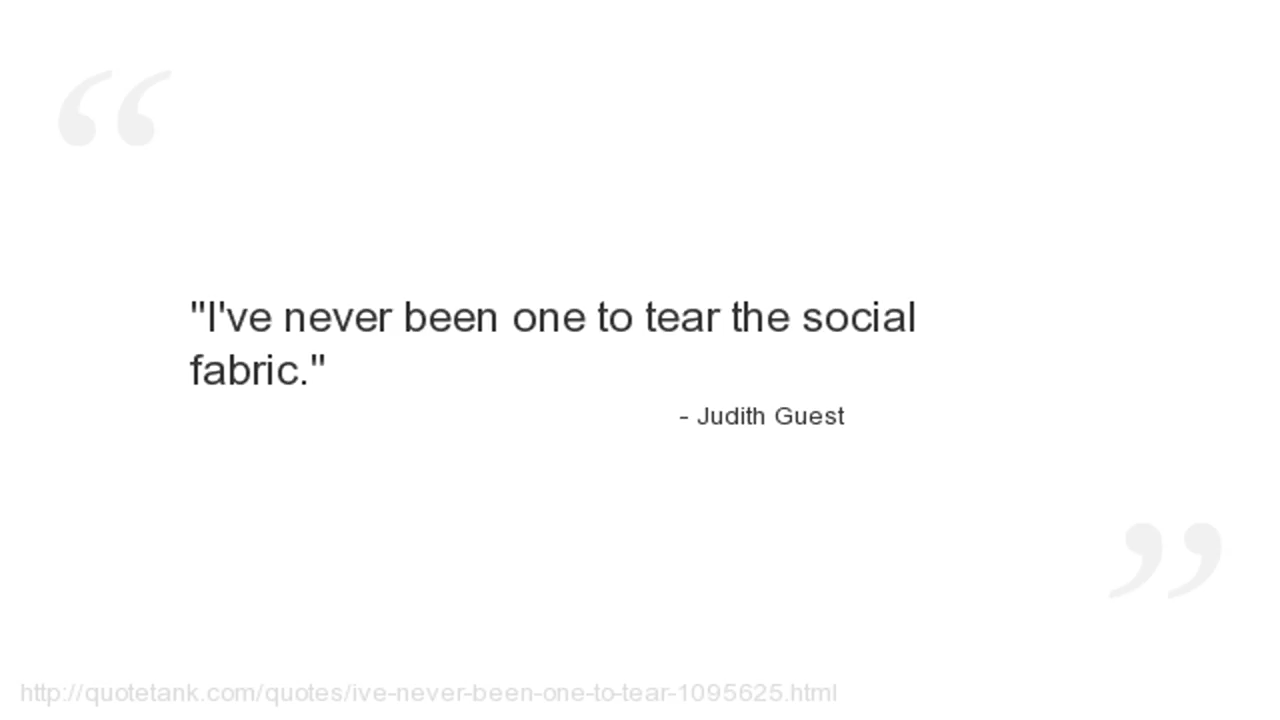 "I've never been one to tear the social
fabric."
- Judith Guest
http://quotetank.com/quotes/ive-never-been-one-to-tear-1095625.html